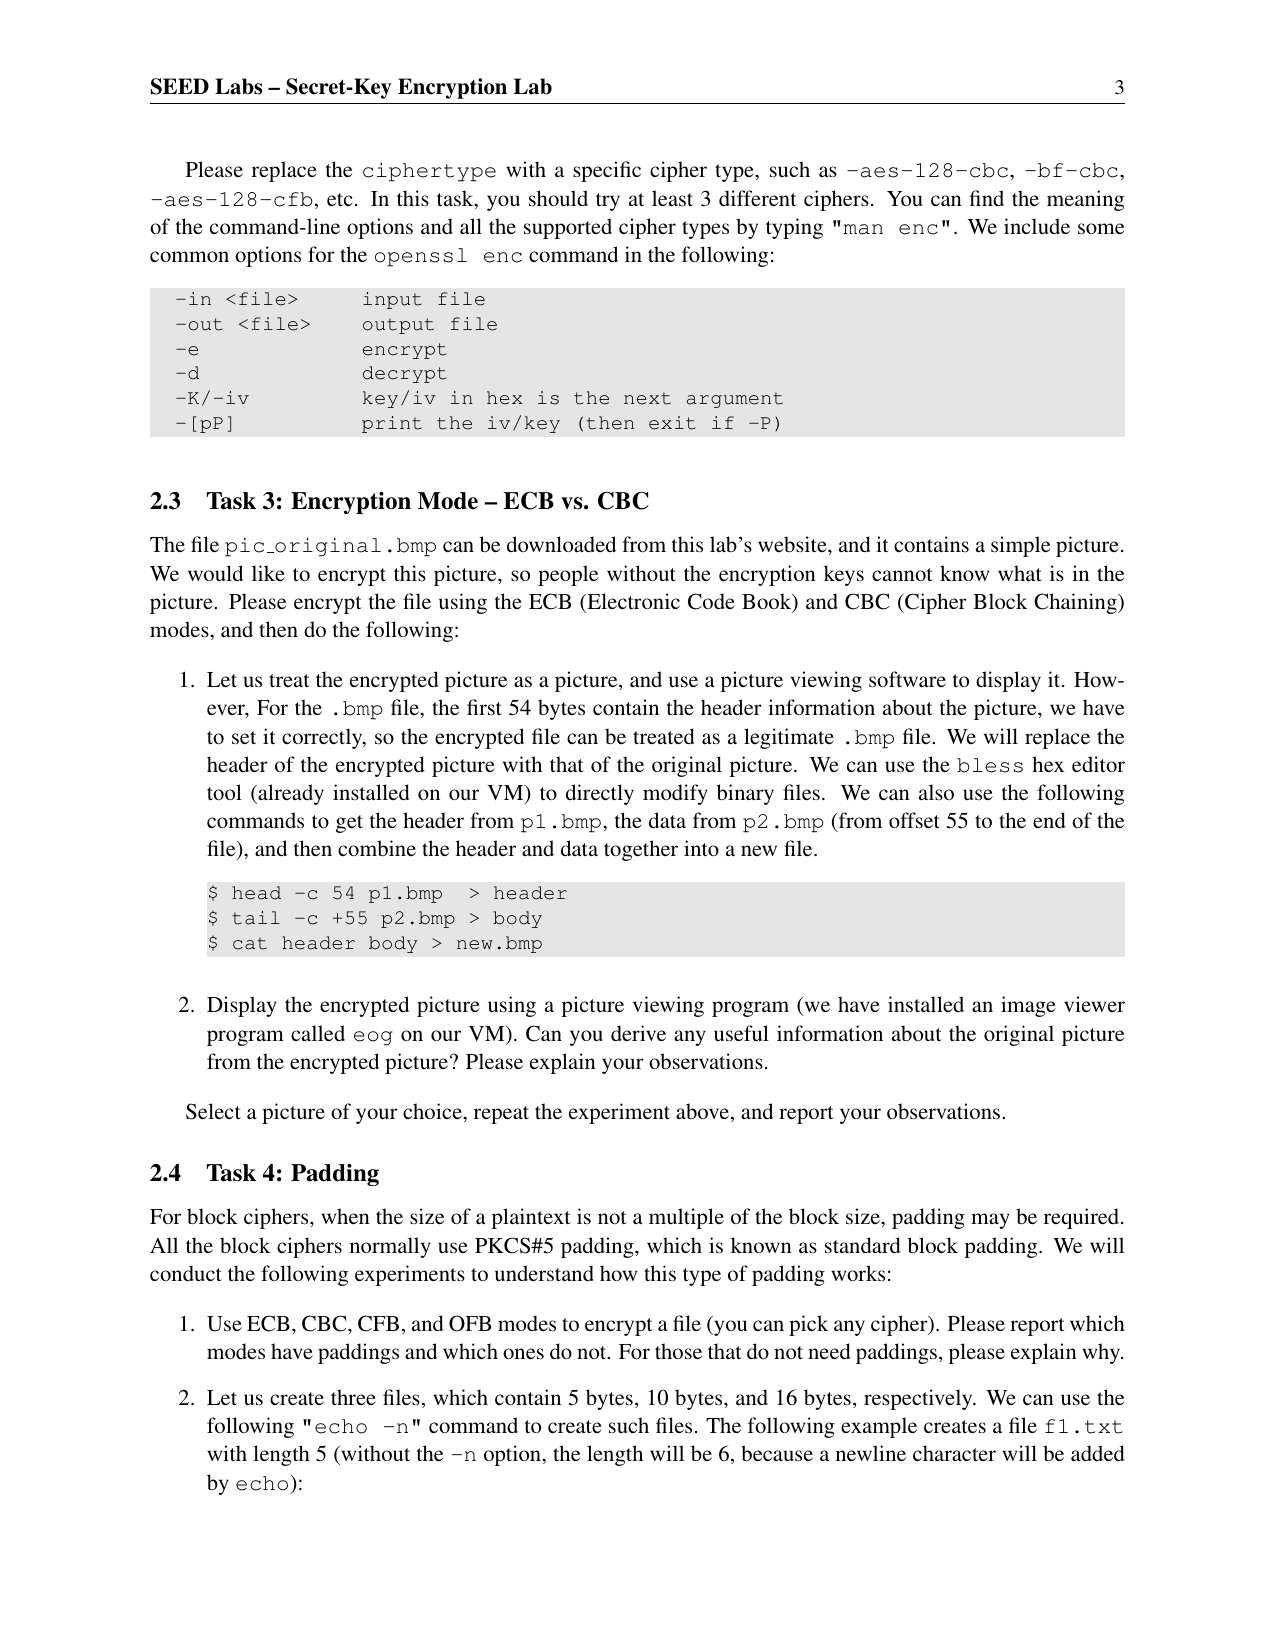 SEED Labs – Secret-Key Encryption Lab 3
Please replace the ciphertype with a specific cipher type, such as -aes-128-cbc, -bf-cbc,
-aes-128-cfb, etc. In this task, you should try at least 3 different ciphers. You can find the meaning
of the command-line options and all the supported cipher types by typing "man enc". We include some
common options for the openssl enc command in the following:
-in <file>     input file
-out <file>    output file
-e             encrypt
-d             decrypt
-K/-iv         key/iv in hex is the next argument
-[pP]          print the iv/key (then exit if -P)
2.3 Task 3: Encryption Mode – ECB vs. CBC
The file pic_original.bmp can be downloaded from this lab's website, and it contains a simple picture.
We would like to encrypt this picture, so people without the encryption keys cannot know what is in the
picture. Please encrypt the file using the ECB (Electronic Code Book) and CBC (Cipher Block Chaining)
modes, and then do the following:
1. Let us treat the encrypted picture as a picture, and use a picture viewing software to display it. How-
ever, For the .bmp file, the first 54 bytes contain the header information about the picture, we have
to set it correctly, so the encrypted file can be treated as a legitimate .bmp file. We will replace the
header of the encrypted picture with that of the original picture. We can use the bless hex editor
tool (already installed on our VM) to directly modify binary files. We can also use the following
commands to get the header from p1.bmp, the data from p2.bmp (from offset 55 to the end of the
file), and then combine the header and data together into a new file.
$ head -c 54 p1.bmp  > header
$ tail -c +55 p2.bmp > body
$ cat header body > new.bmp
2. Display the encrypted picture using a picture viewing program (we have installed an image viewer
program called eog on our VM). Can you derive any useful information about the original picture
from the encrypted picture? Please explain your observations.
Select a picture of your choice, repeat the experiment above, and report your observations.
2.4 Task 4: Padding
For block ciphers, when the size of a plaintext is not a multiple of the block size, padding may be required.
All the block ciphers normally use PKCS#5 padding, which is known as standard block padding. We will
conduct the following experiments to understand how this type of padding works:
1. Use ECB, CBC, CFB, and OFB modes to encrypt a file (you can pick any cipher). Please report which
modes have paddings and which ones do not. For those that do not need paddings, please explain why.
2. Let us create three files, which contain 5 bytes, 10 bytes, and 16 bytes, respectively. We can use the
following "echo -n" command to create such files. The following example creates a file f1.txt
with length 5 (without the -n option, the length will be 6, because a newline character will be added
by echo):